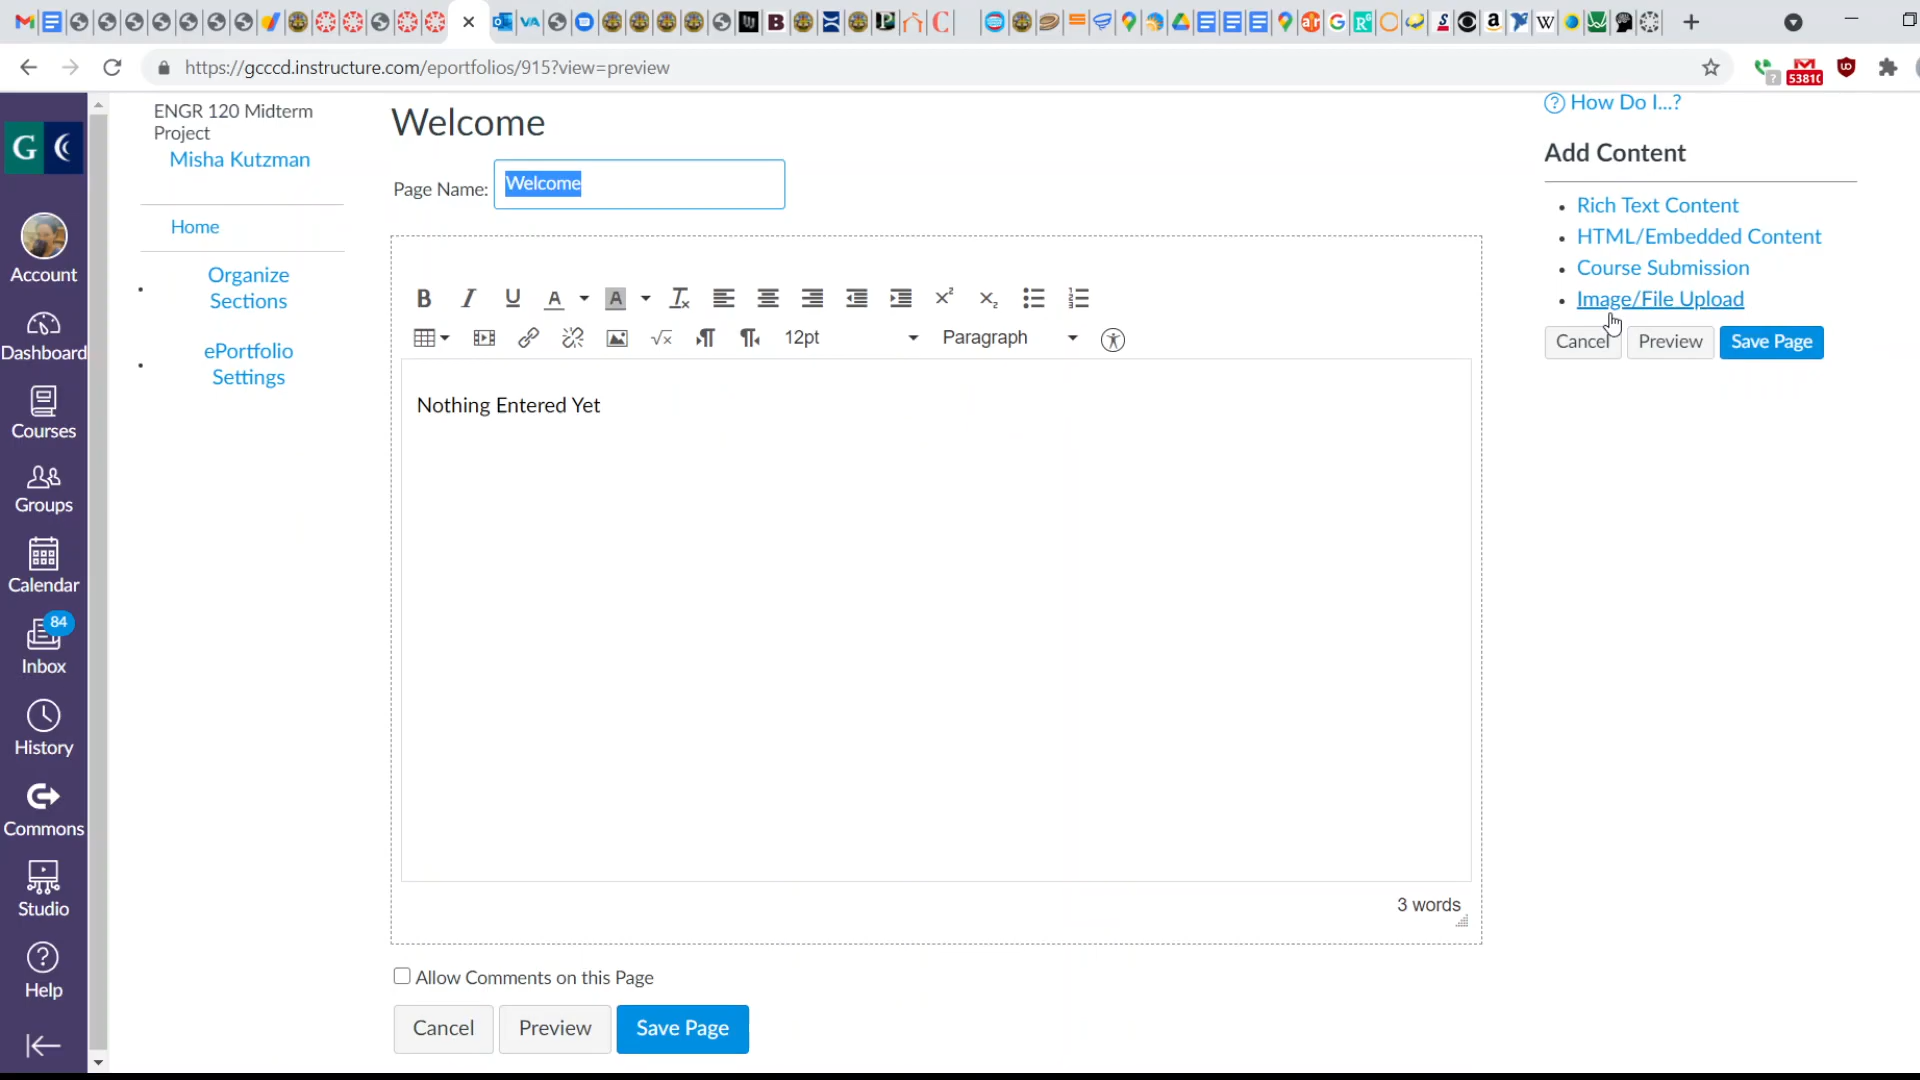 https://gcccd.instructure.com/eportfolios/915?view=preview
5381
G
Account
Dashboard
Courses
Groups
Calendar
84
Inbox
History
Commons
Studio
Help
ENGR 120 Midterm
Project
Misha Kutzman
Home
Organize
Sections
ePortfolio
Settings
Welcome
Page Name: Welcome
B I U A A
12pt
Paragraph
Nothing Entered Yet
3 words
Allow Comments on this Page
Cancel
Preview
Save Page
How Do I...?
Add Content
Rich Text Content
HTML/Embedded Content
Course Submission
Image/File Upload
Cancel
Preview
Save Page